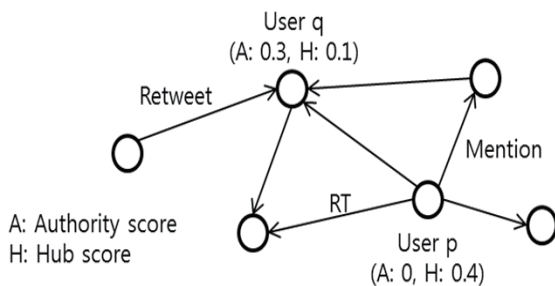 User q
(A: 0.3, H: 0.1)
Retweet
Mention
RT
A: Authority score
H: Hub score
User p
(A: 0, H: 0.4)